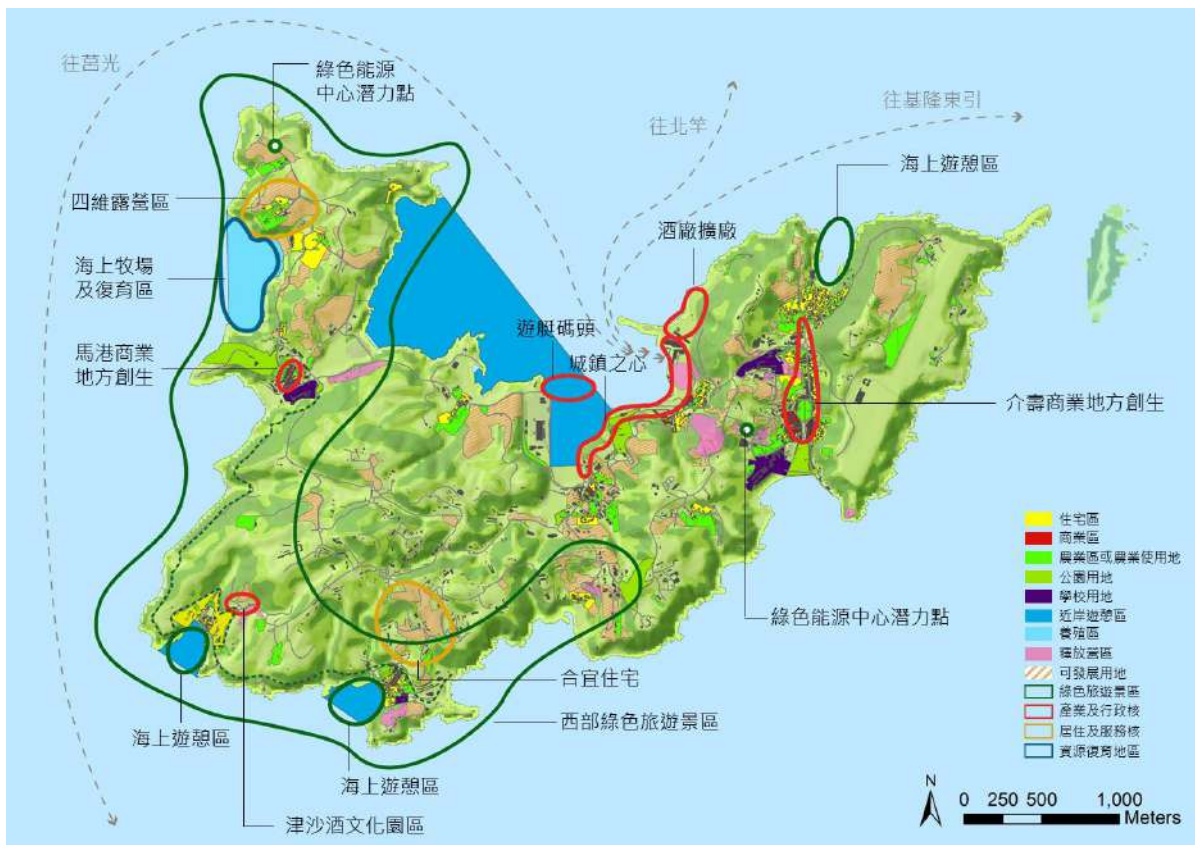 往莒光
綠色能源
中心潛力點
往北竿
往基隆東引
海上遊憩區
四維露營區
酒廠擴廠
海上牧場
及復育區
遊艇碼頭
城鎮之心
馬港商業
地方創生
介壽商業地方創生
綠色能源中心潛力點
合宜住宅
西部綠色旅遊景區
海上遊憩區
海上遊憩區
津沙酒文化園區
住宅區
商業區
農業區或農業使用地
公園用地
學校用地
近岸遊憩區
養殖區
釋放營區
可發展用地
綠色旅遊景區
產業及行政核
居住及服務核
資源復育地區
N
0 250 500 1,000
Meters